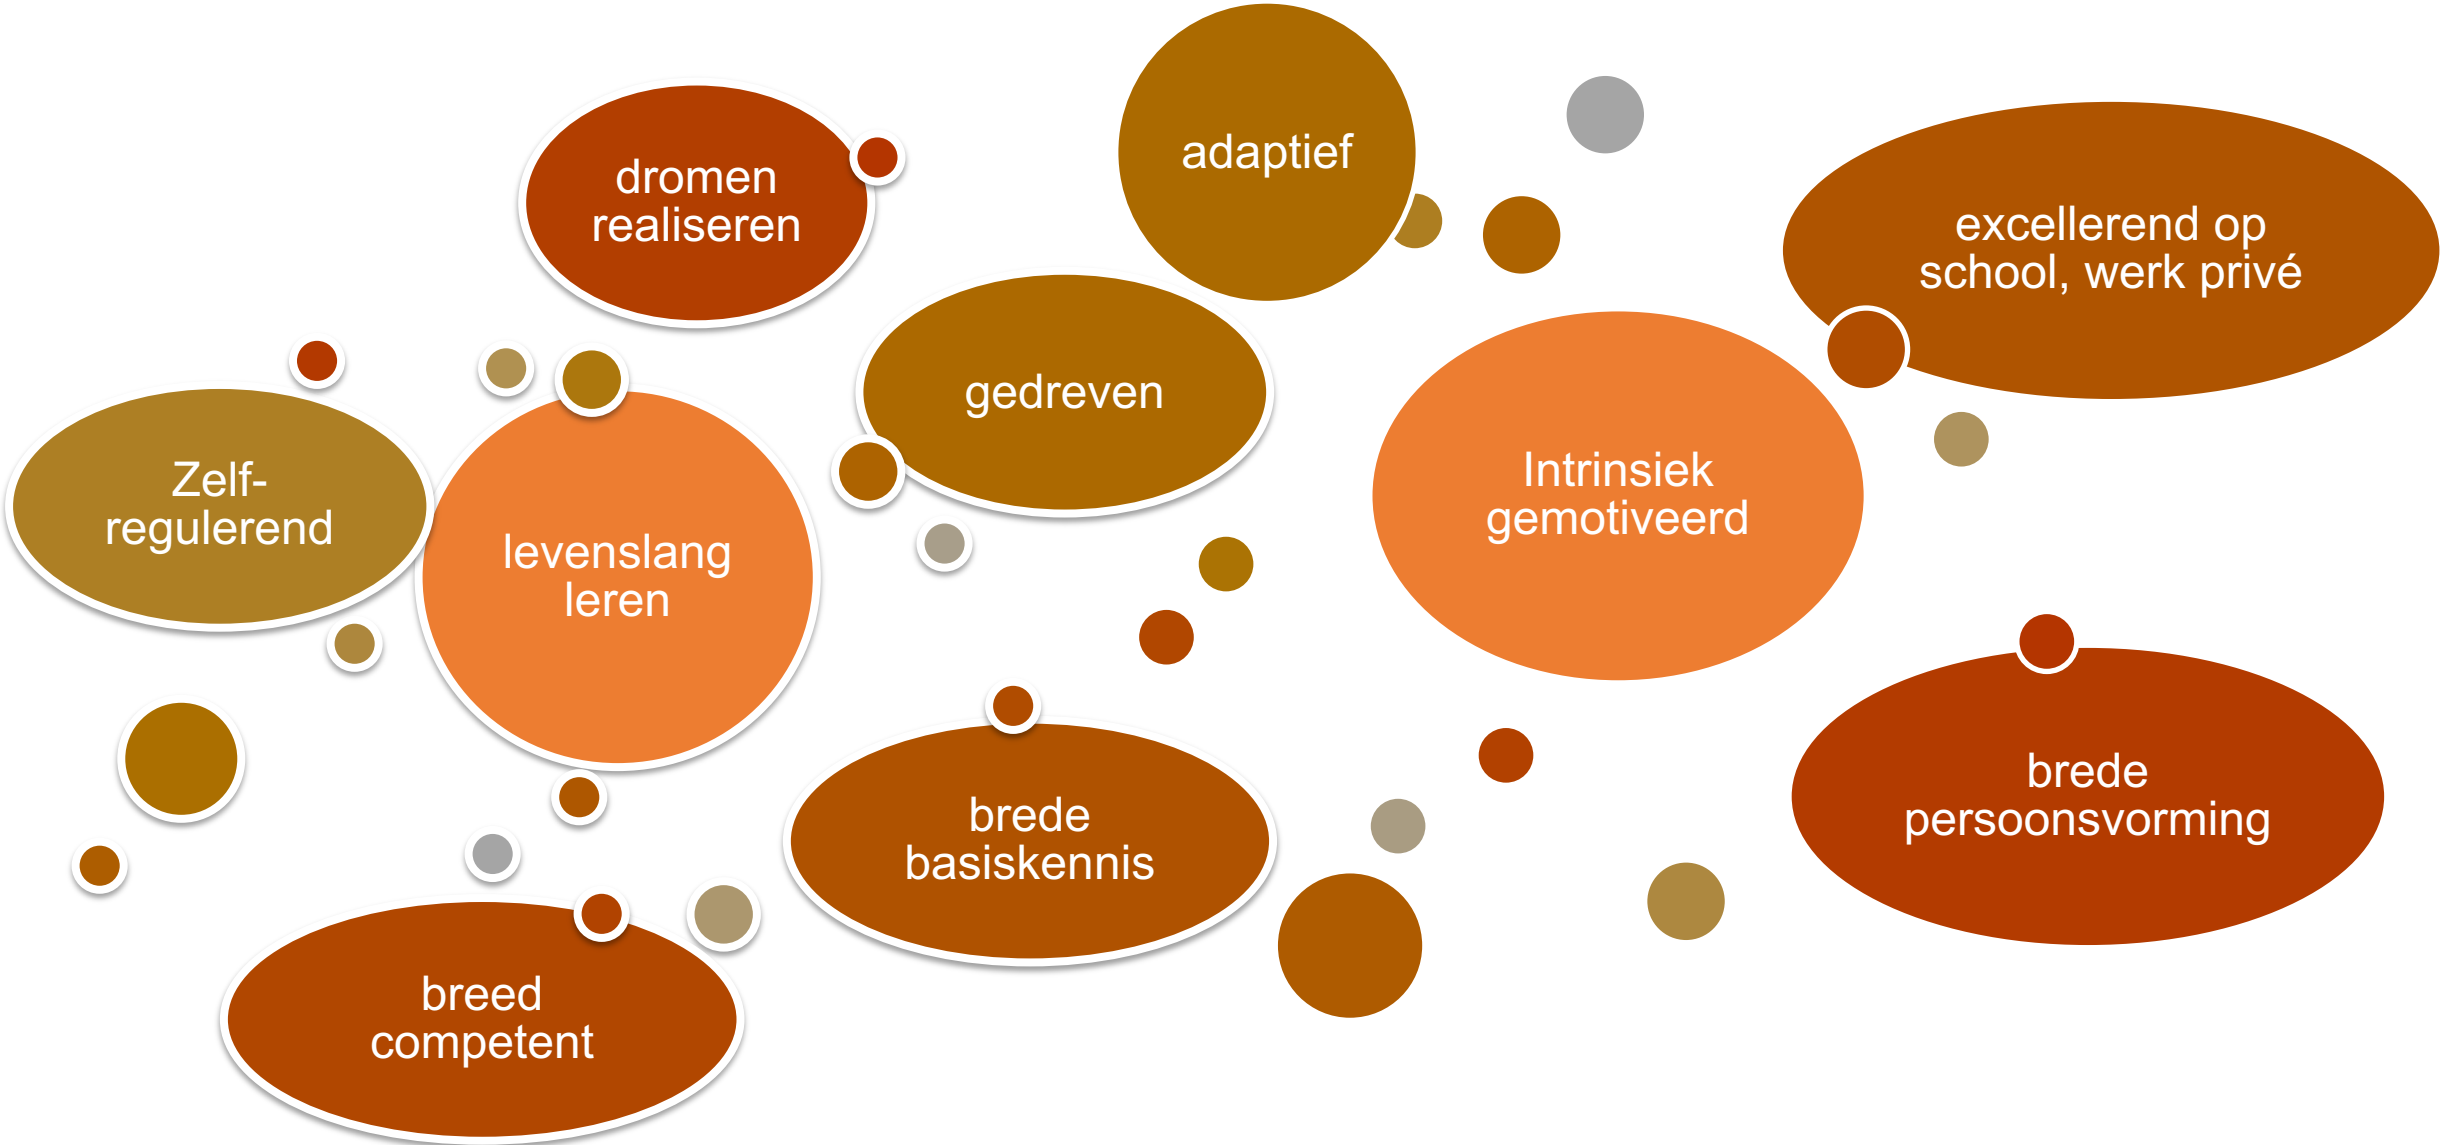 dromen
realiseren
adaptief
excellerend op
school, werk privé
gedreven
Zelf-
regulerend
levenslang
leren
Intrinsiek
gemotiveerd
brede
basiskennis
brede
persoonsvorming
breed
competent